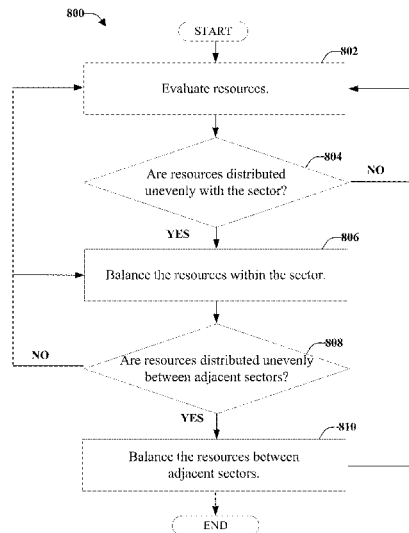 800
START
802
Evaluate resources.
804
Are resources distributed
unevenly with the sector?
NO
YES
806
Balance the resources within the sector.
808
NO
Are resources distributed unevenly
between adjacent sectors?
YES
810
Balance the resources between
adjacent sectors.
END